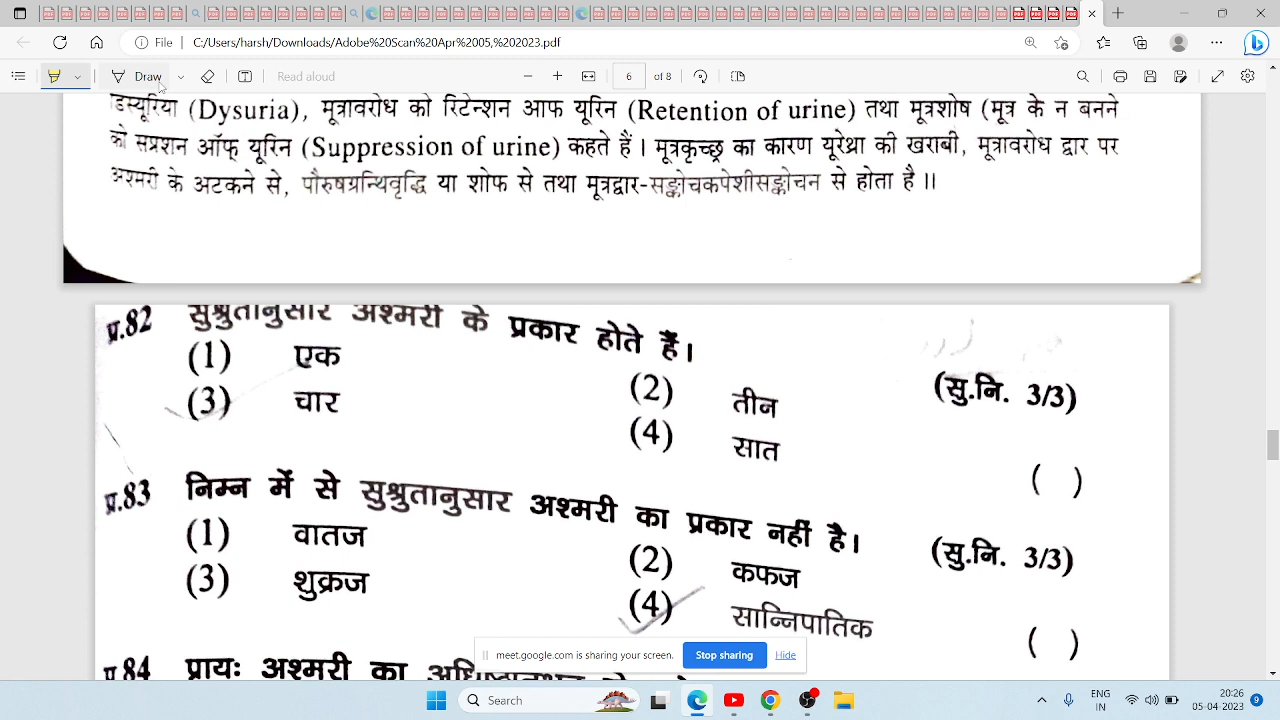 File
C:/Users/harsh/Downloads/Adobe%20Scan%20Apr%2005,%202023.pdf
Draw
Read aloud
6 of 8
डिस्यूरिया (Dysuria), मूत्रावरोध को रिटेन्शन आफ यूरिन (Retention of urine) तथा मूत्रशोष (मूत्र के न बनने
को सप्रशन ऑफ् यूरिन (Suppression of urine) कहते हैं । मूत्रकृच्छ्र का कारण यूरेथ्रा की खराबी, मूत्रावरोध द्वार पर
अश्मरी के अटकने से, पौरुषग्रन्थिवृद्धि या शोफ से तथा मूत्रद्वार-सङ्कोचकपेशीसङ्कोचन से होता है ।।
प्र.82 सुश्रुतानुसार अश्मरी के प्रकार होते हैं।
(सु.नि. 3/3)
(1) एक
(2) तीन
(3) चार
(4) सात
( )
प्र.83 निम्न में से सुश्रुतानुसार अश्मरी का प्रकार नहीं है।
(सु.नि. 3/3)
(1) वातज
(2) कफज
(3) शुक्रज
(4) सान्निपातिक
( )
प्र.84 प्रायः अश्मरी का
meet.google.com is sharing your screen.
Stop sharing
Hide
Search
ENG
IN
20:26
05-04-2023
9